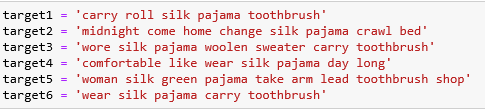 target1 = 'carry roll silk pajama toothbrush'
target2 = 'midnight come home change silk pajama crawl bed'
target3 = 'wore silk pajama woolen sweater carry toothbrush'
target4 = 'comfortable like wear silk pajama day long'
target5 = 'woman silk green pajama take arm lead toothbrush shop'
target6 = 'wear silk pajama carry toothbrush'